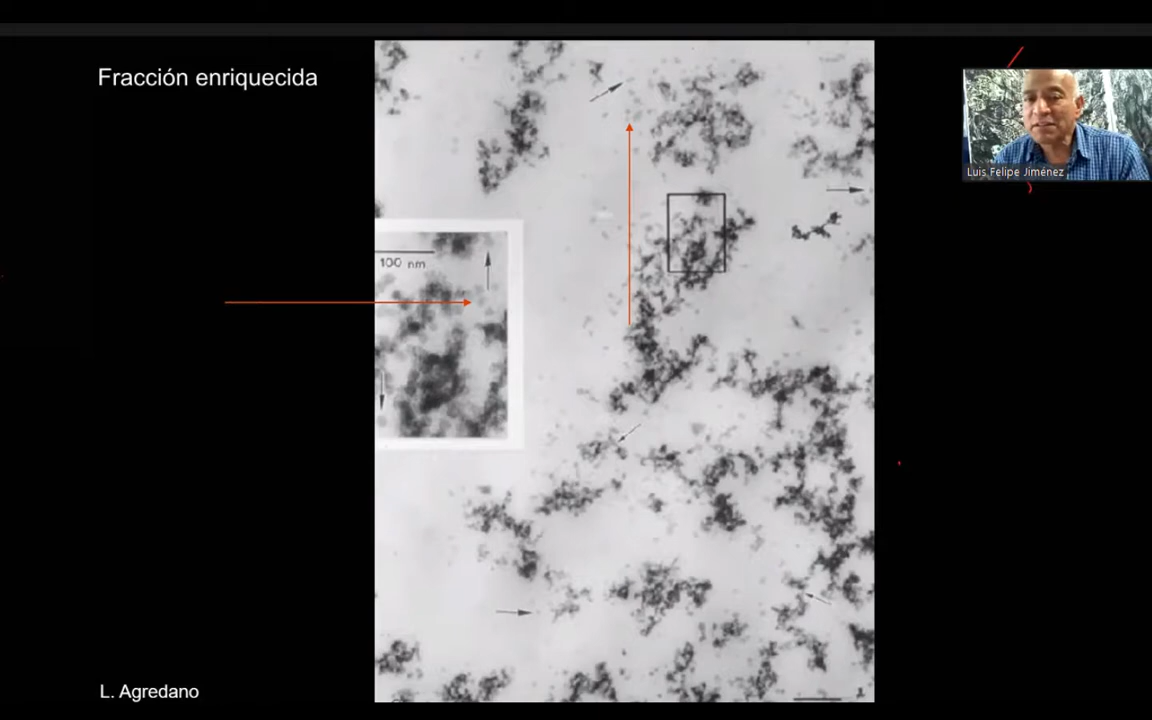 Fracción enriquecida
Luis Felipe Jiménez
100 nm
L. Agredano